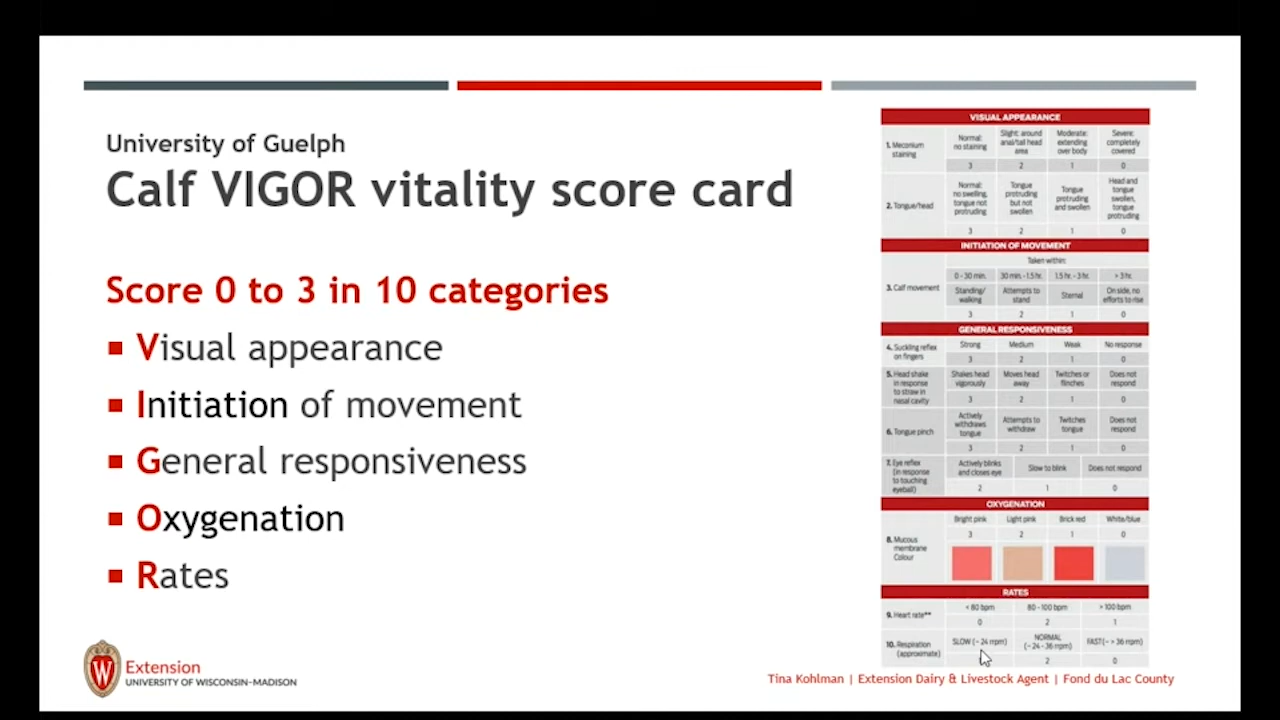 University of Guelph
Calf VIGOR vitality score card
Score 0 to 3 in 10 categories
Visual appearance
Initiation of movement
General responsiveness
Oxygenation
Rates
Extension
UNIVERSITY OF WISCONSIN-MADISON
VISUAL APPEARANCE
1. Meconium staining
Normal: no staining
Slight: around anal/tail head area
Moderate: extending over body
Severe: completely covered
3 2 1 0
2. Tongue/head
Normal: no swelling, tongue not protruding
Tongue protruding but not swollen
Tongue protruding and swollen
Head and tongue swollen, tongue protruding
3 2 1 0
INITIATION OF MOVEMENT
Taken within:
3. Calf movement
0 - 30 min. 30 min. - 1.5 hr. 1.5 hr. - 3 hr. > 3 hr.
Standing/walking
Attempts to stand
Sternal
On side, no efforts to rise
3 2 1 0
GENERAL RESPONSIVENESS
4. Suckling reflex on fingers
Strong Medium Weak No response
3 2 1 0
5. Head shake in response to straw in nasal cavity
Shakes head vigorously
Moves head away
Twitches or flinches
Does not respond
3 2 1 0
6. Tongue pinch
Actively withdraws tongue
Attempts to withdraw
Twitches tongue
Does not respond
3 2 1 0
7. Eye reflex (in response to touching eyeball)
Actively blinks and closes eye
Slow to blink
Does not respond
2 1 0
OXYGENATION
8. Mucous membrane Colour
Bright pink Light pink Brick red White/blue
3 2 1 0
RATES
9. Heart rate**
< 80 bpm 80 - 100 bpm > 100 bpm
0 2 1
10. Respiration (approximate)
SLOW (~ 24 rrpm)
NORMAL (~ 24 - 36 rrpm)
FAST (~ > 36 rrpm)
2 0
Tina Kohlman | Extension Dairy & Livestock Agent | Fond du Lac County